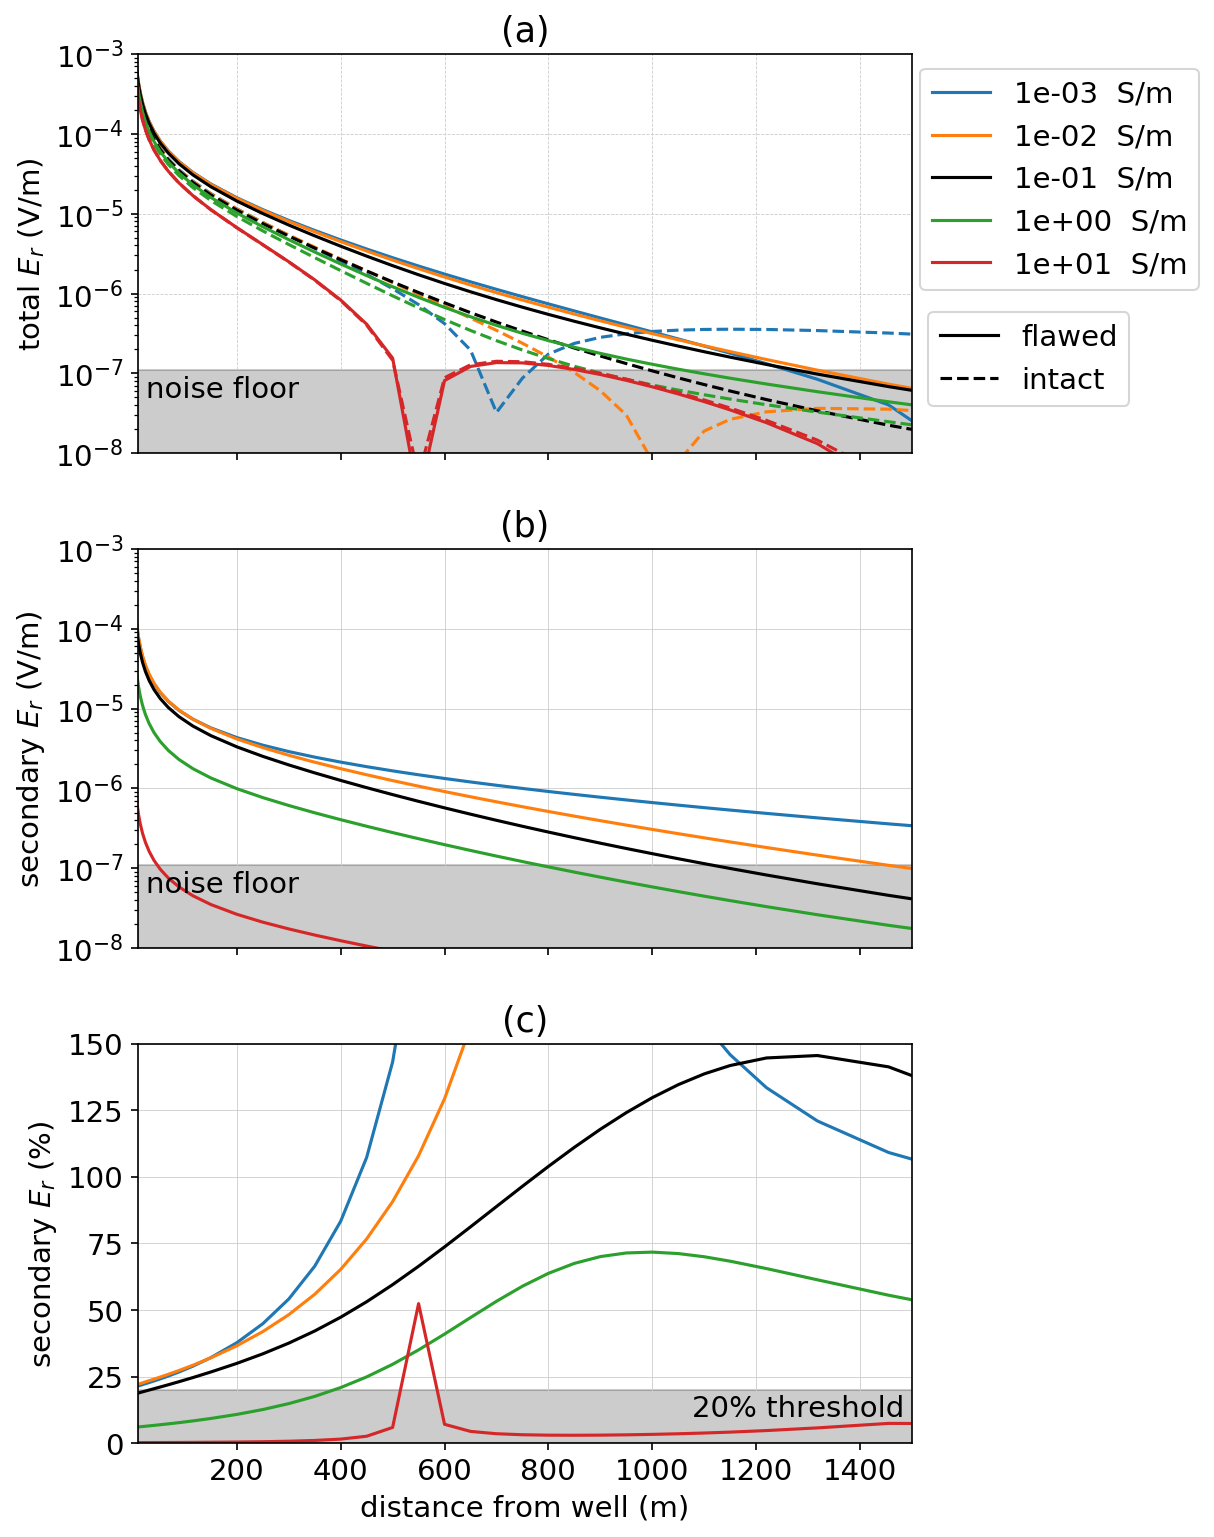 (a)
10⁻³
10⁻⁴
10⁻⁵
10⁻⁶
10⁻⁷
10⁻⁸
total Eᵣ (V/m)
noise floor
1e-03 S/m
1e-02 S/m
1e-01 S/m
1e+00 S/m
1e+01 S/m
flawed
intact
(b)
10⁻³
10⁻⁴
10⁻⁵
10⁻⁶
10⁻⁷
10⁻⁸
secondary Eᵣ (V/m)
noise floor
(c)
150
125
100
75
50
25
0
secondary Eᵣ (%)
20% threshold
200 400 600 800 1000 1200 1400
distance from well (m)